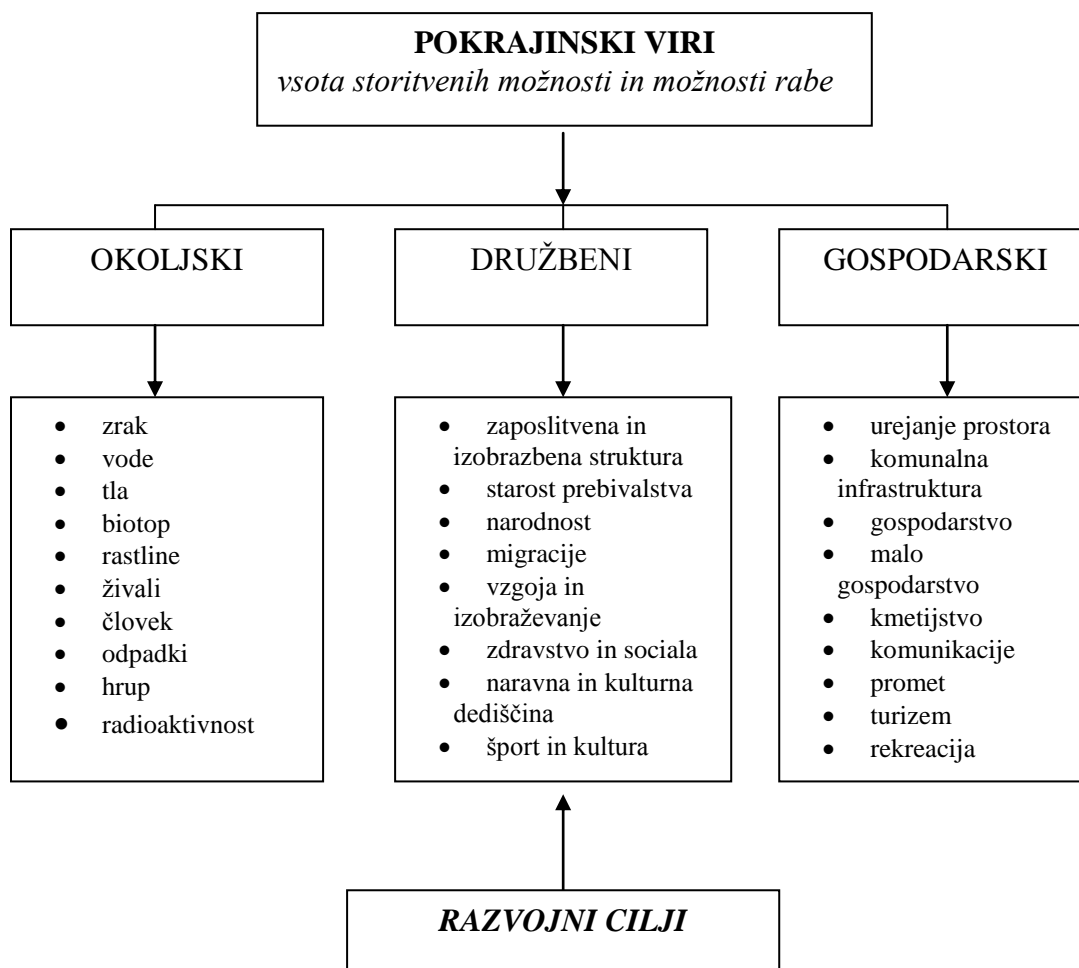 POKRAJINSKI VIRI
vsota storitvenih možnosti in možnosti rabe
OKOLJSKI
DRUŽBENI
GOSPODARSKI
• zrak
• vode
• tla
• biotop
• rastline
• živali
• človek
• odpadki
• hrup
• radioaktivnost
• zaposlitvena in
izobrazbena struktura
• starost prebivalstva
• narodnost
• migracije
• vzgoja in
izobraževanje
• zdravstvo in sociala
• naravna in kulturna
dediščina
• šport in kultura
• urejanje prostora
• komunalna
infrastruktura
• gospodarstvo
• malo
gospodarstvo
• kmetijstvo
• komunikacije
• promet
• turizem
• rekreacija
RAZVOJNI CILJI